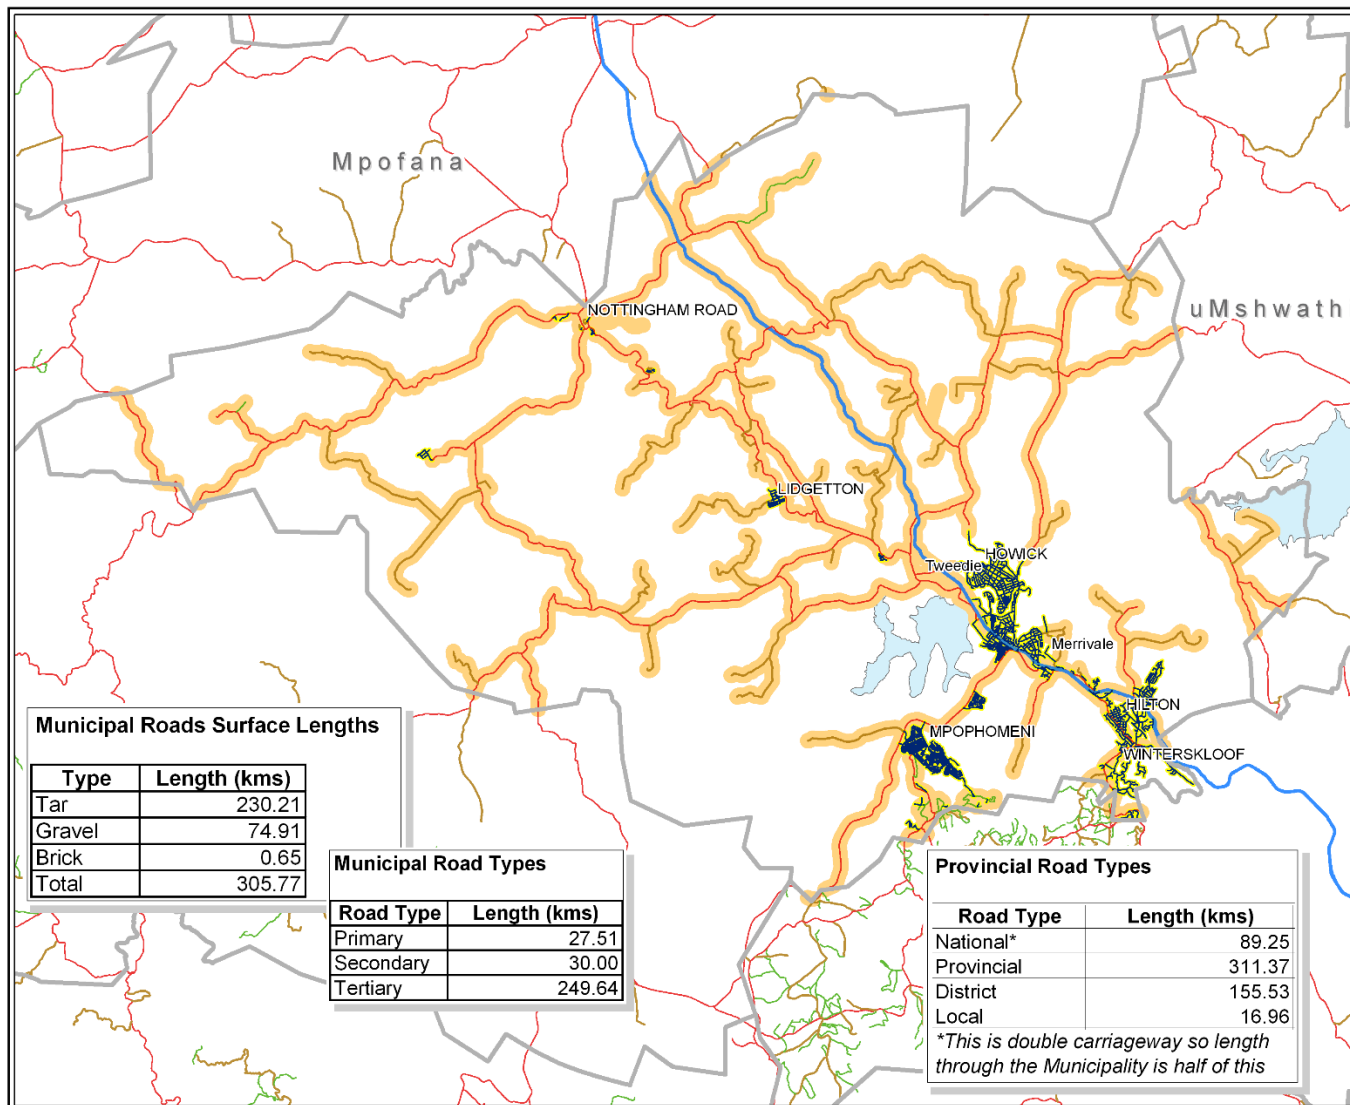 Mpofana
uMshwath
NOTTINGHAM ROAD
LIDGETTON
HOWICK
Tweedie
Merrivale
HILTON
MPOPHOMENI
WINTERSKLOOF
Municipal Roads Surface Lengths
Type Length (kms)
Tar 230.21
Gravel 74.91
Brick 0.65
Total 305.77
Municipal Road Types
Road Type Length (kms)
Primary 27.51
Secondary 30.00
Tertiary 249.64
Provincial Road Types
Road Type Length (kms)
National* 89.25
Provincial 311.37
District 155.53
Local 16.96
*This is double carriageway so length
through the Municipality is half of this